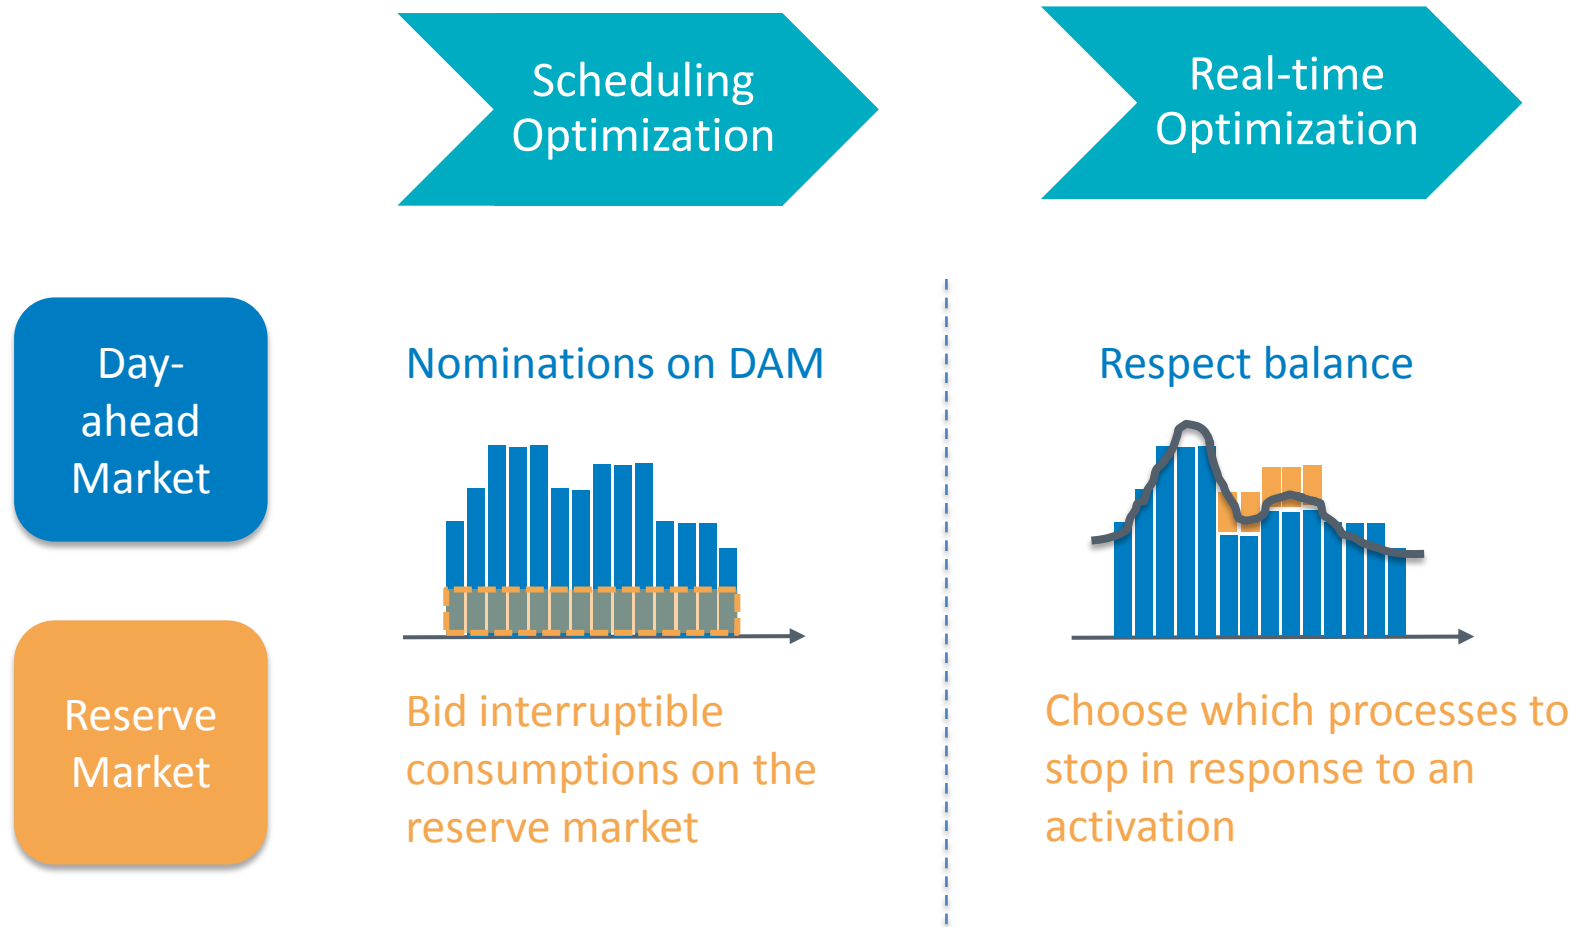 Scheduling
Optimization
Real-time
Optimization
Day-
ahead
Market
Nominations on DAM
Respect balance
Reserve
Market
Bid interruptible
consumptions on the
reserve market
Choose which processes to
stop in response to an
activation